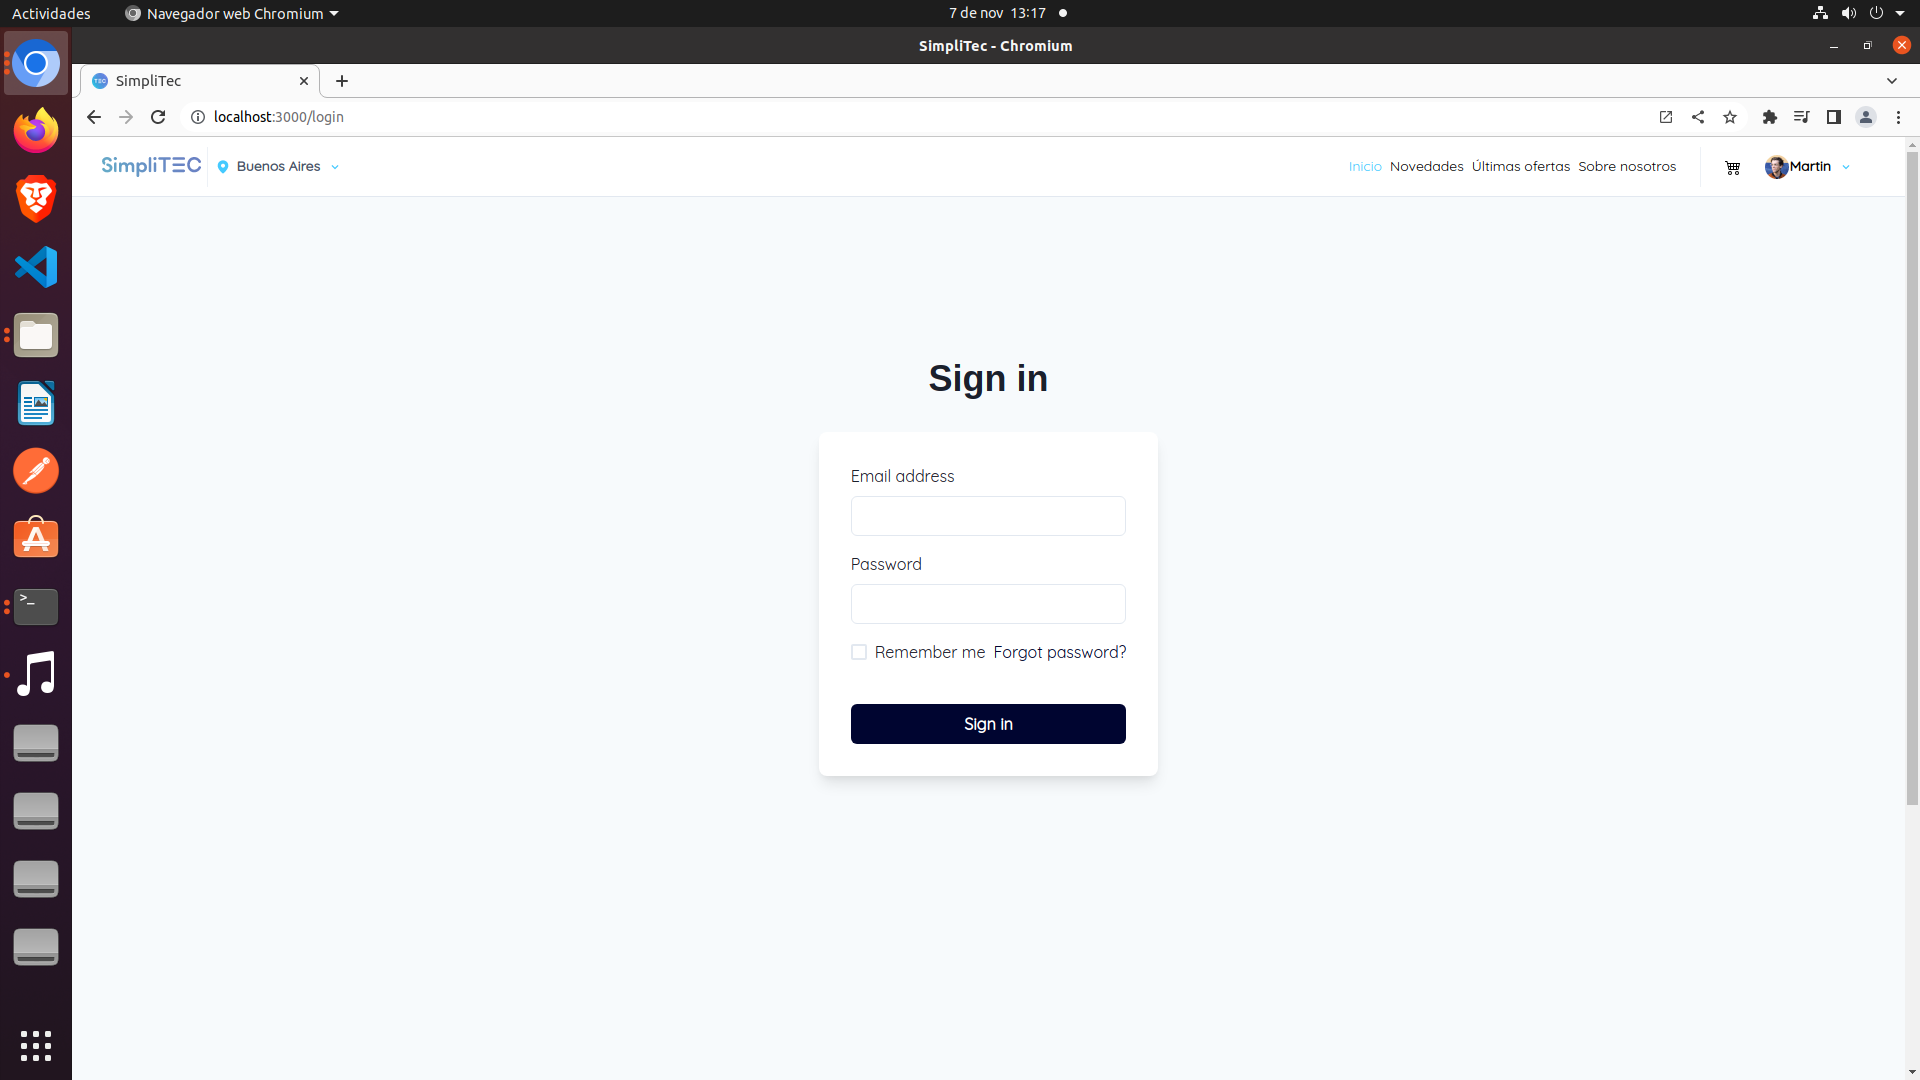 Actividades
Navegador web Chromium
7 de nov 13:17
SimpliTec - Chromium
TEC
SimpliTec
localhost:3000/login
SimpliTEC
Buenos Aires
Inicio
Novedades
Últimas ofertas
Sobre nosotros
Martin
Sign in
Email address
Password
Remember me
Forgot password?
Sign in